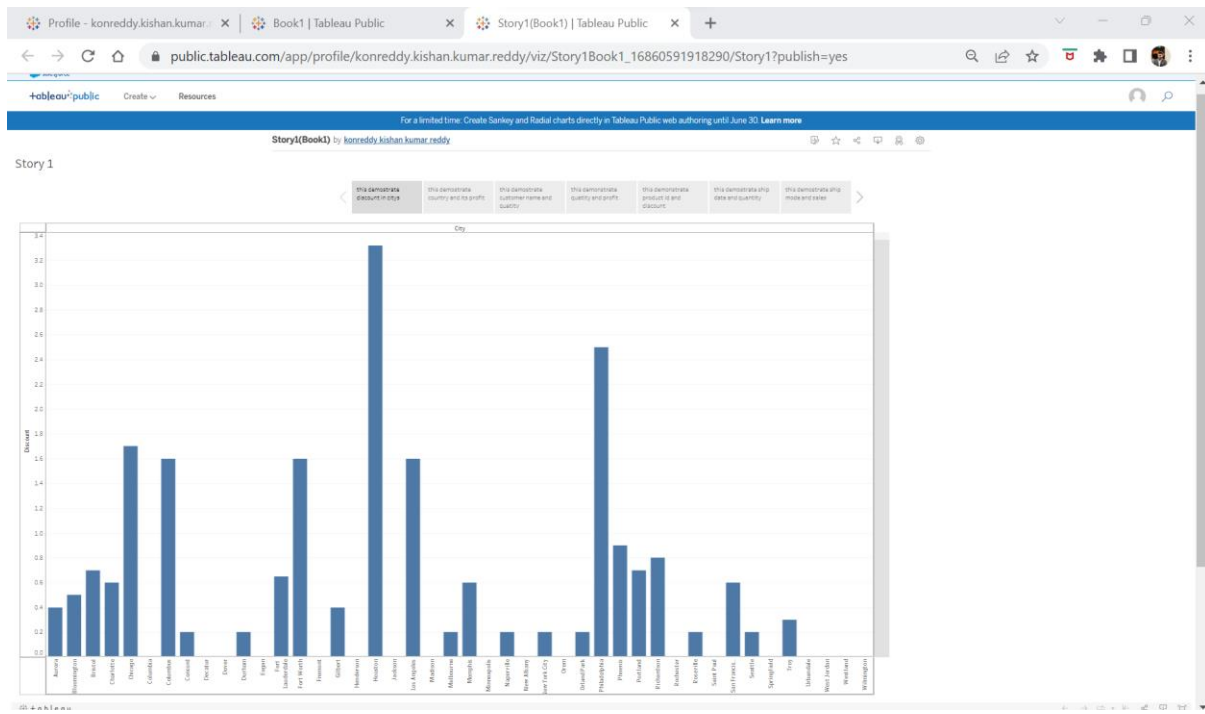 Profile - konreddy.kishan.kumar.r
Book1 | Tableau Public
Story1(Book1) | Tableau Public
public.tableau.com/app/profile/konreddy.kishan.kumar.reddy/viz/Story1Book1_16860591918290/Story1?publish=yes
+ableau public
Create
Resources
For a limited time: Create Sankey and Radial charts directly in Tableau Public web authoring until June 30. Learn more
Story1(Book1) by konreddy.kishan kumar.reddy
Story 1
this demostrate
discount in citys
this demostrate
country and its profit
this demostrate
customer name and
quatity
this demonstrate
quatity and profit
this demonstrate
product id and
discount
this demostrate ship
date and quantity
this demostrate ship
mode and sales
City
Discount
3.4
3.2
3.0
2.8
2.6
2.4
2.2
2.0
1.8
1.6
1.4
1.2
1.0
0.8
0.6
0.4
0.2
0.0
Aurora
Bloomington
Bristol
Charlotte
Chicago
Columbia
Columbus
Concord
Decatur
Dover
Durham
Eagan
Fort
Lauderdale
Fort Worth
Fremont
Gilbert
Henderson
Houston
Jackson
Los Angeles
Madison
Melbourne
Memphis
Minneapolis
Naperville
New Albany
New York City
Orem
Orland Park
Philadelphia
Phoenix
Portland
Richardson
Rochester
Roseville
Saint Paul
San Franc..
Seattle
Springfield
Troy
Urbandale
West Jordan
Westland
Wilmington